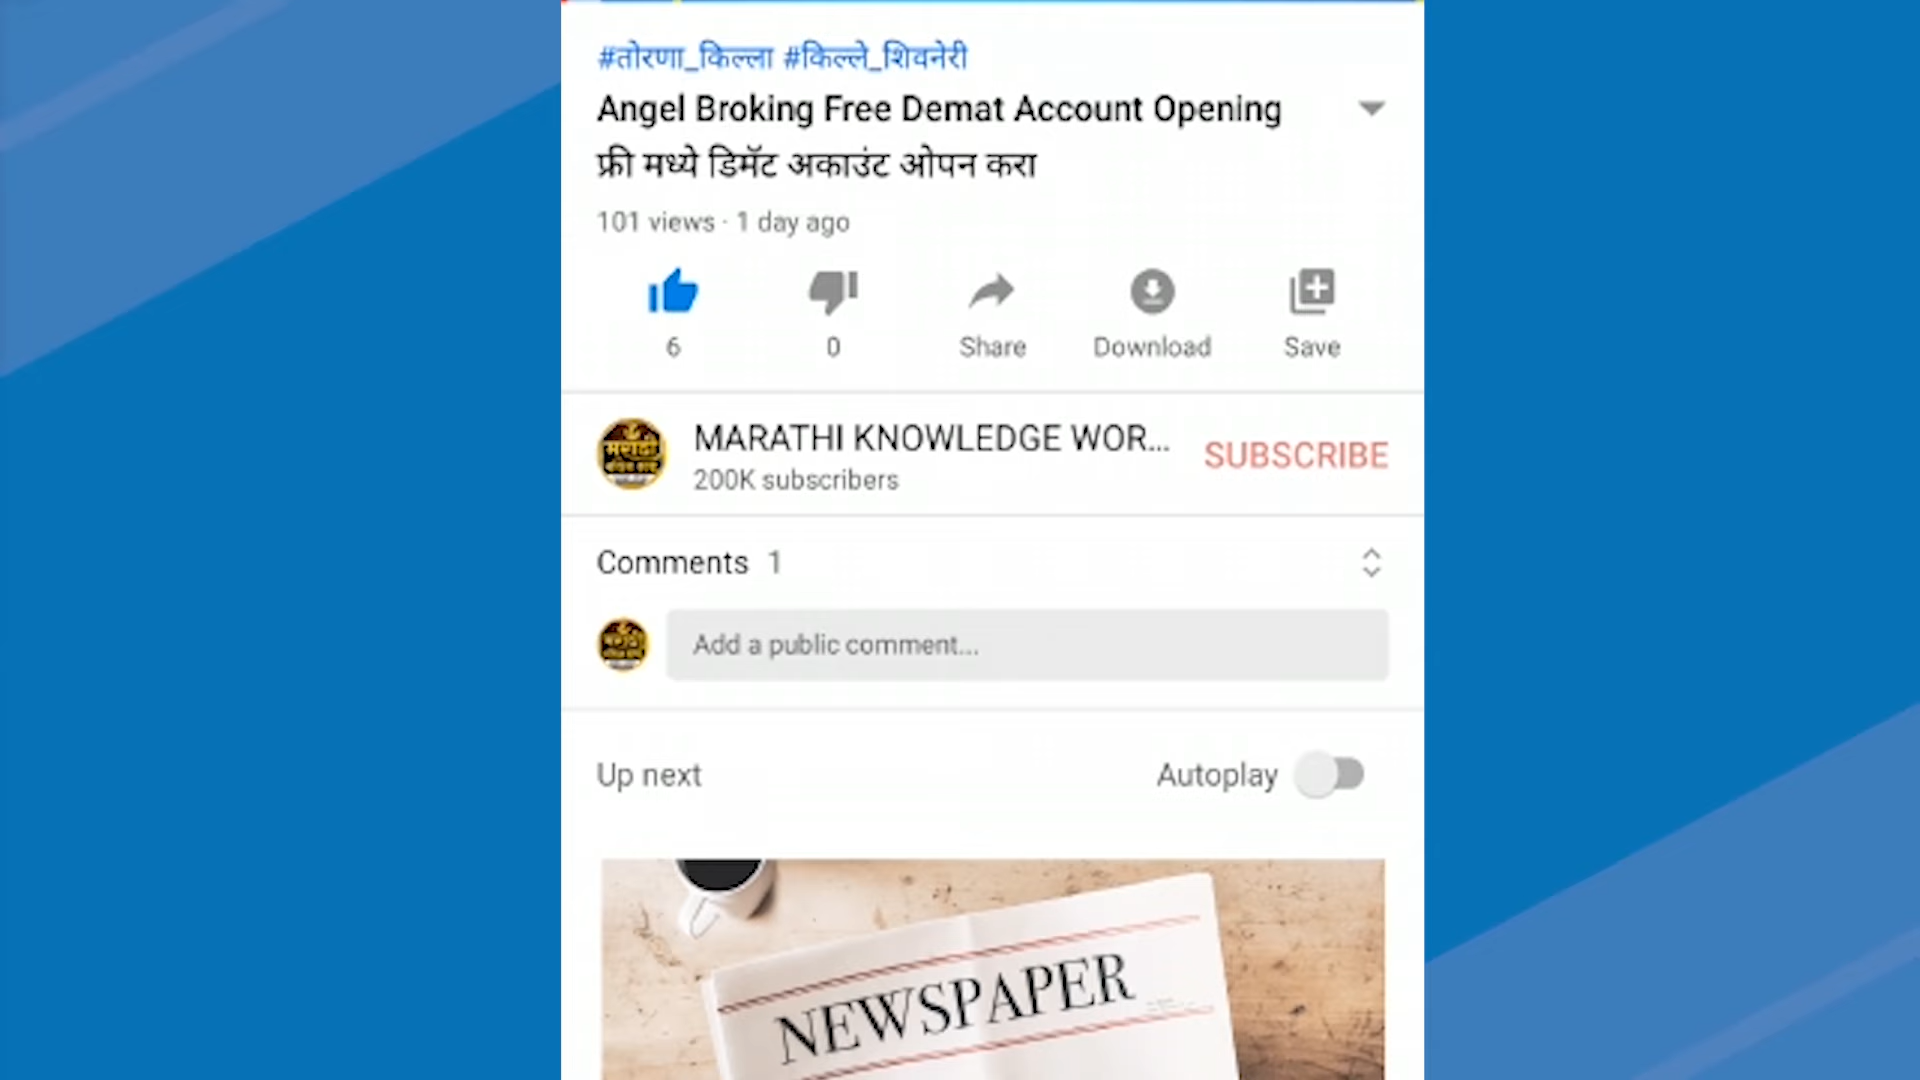 #तोरणा_किल्ला #किल्ले_शिवनेरी
Angel Broking Free Demat Account Opening
फ्री मध्ये डिमॅट अकाउंट ओपन करा
101 views · 1 day ago
6
0
Share
Download
Save
MARATHI KNOWLEDGE WOR...
200K subscribers
SUBSCRIBE
Comments 1
Add a public comment...
Up next
Autoplay
NEWSPAPER